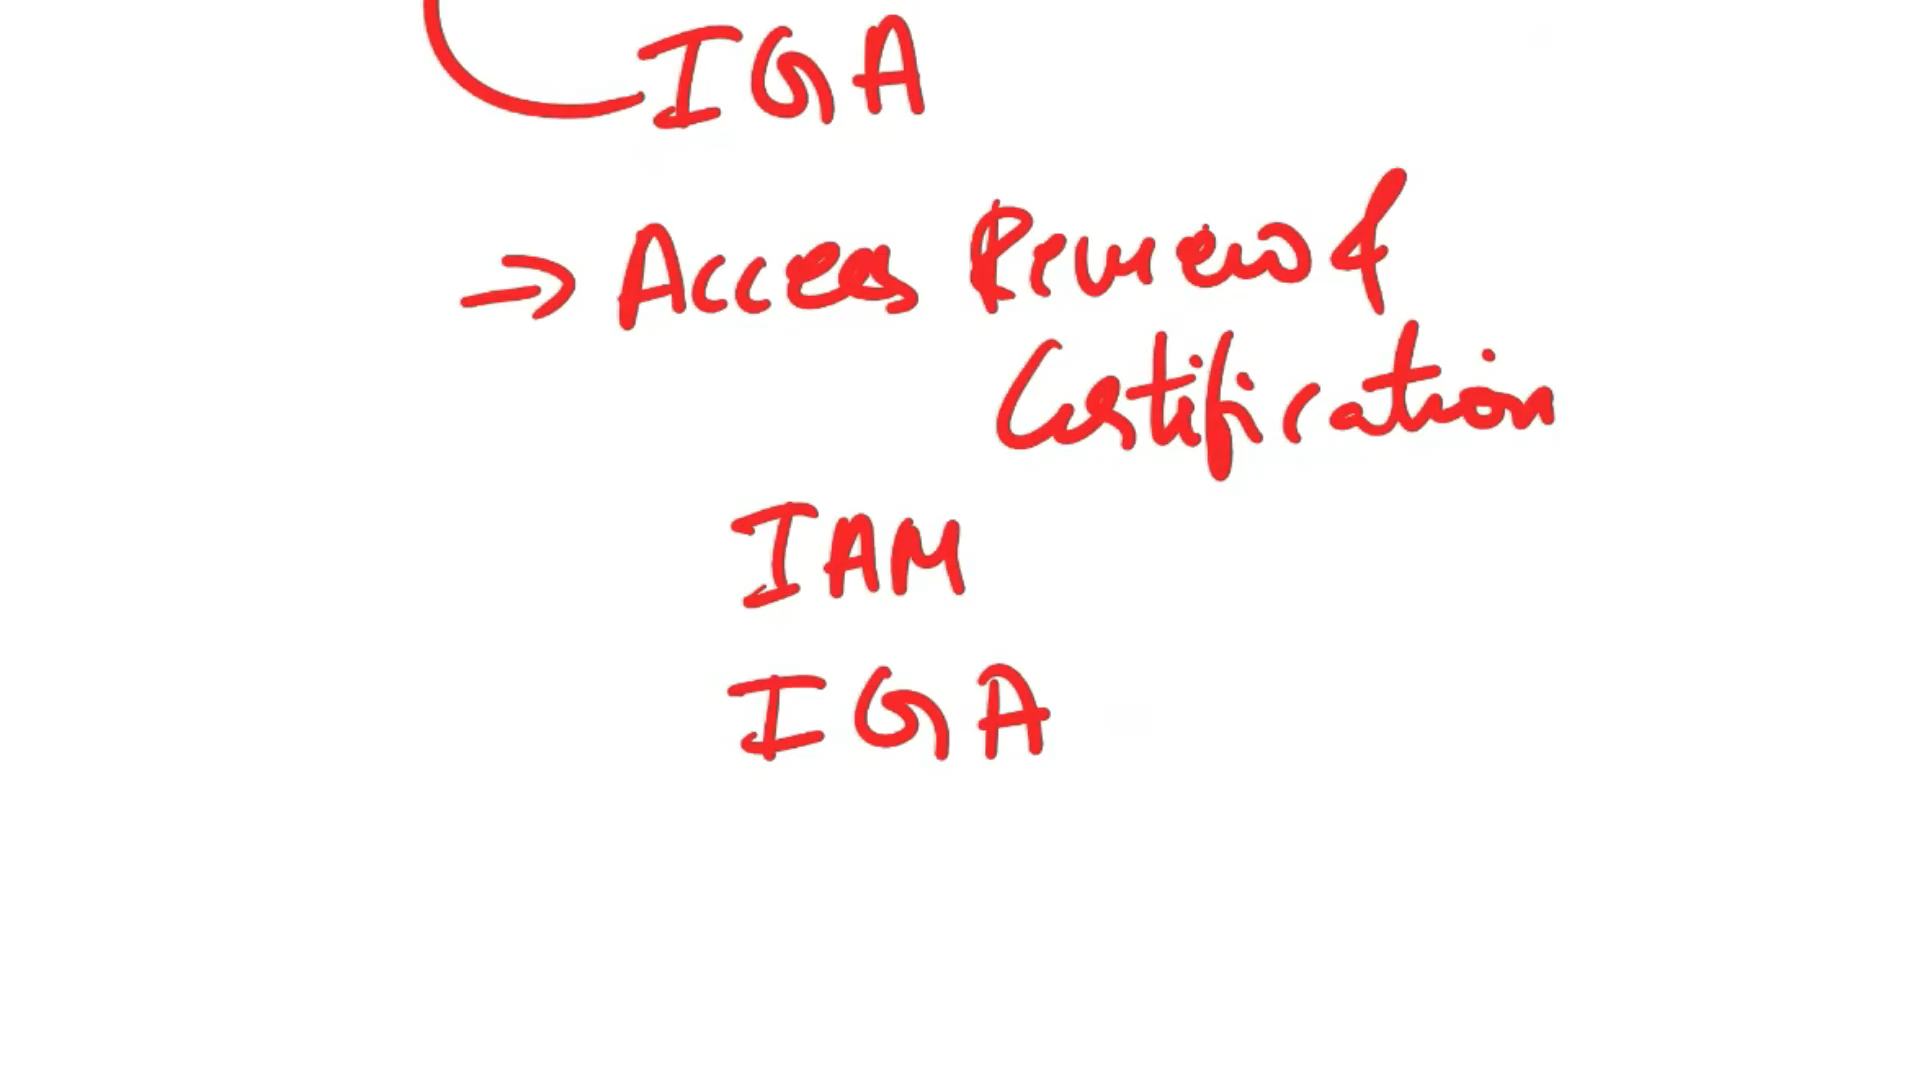 IGA
→ Access Review &
Certification
IAM
IGA